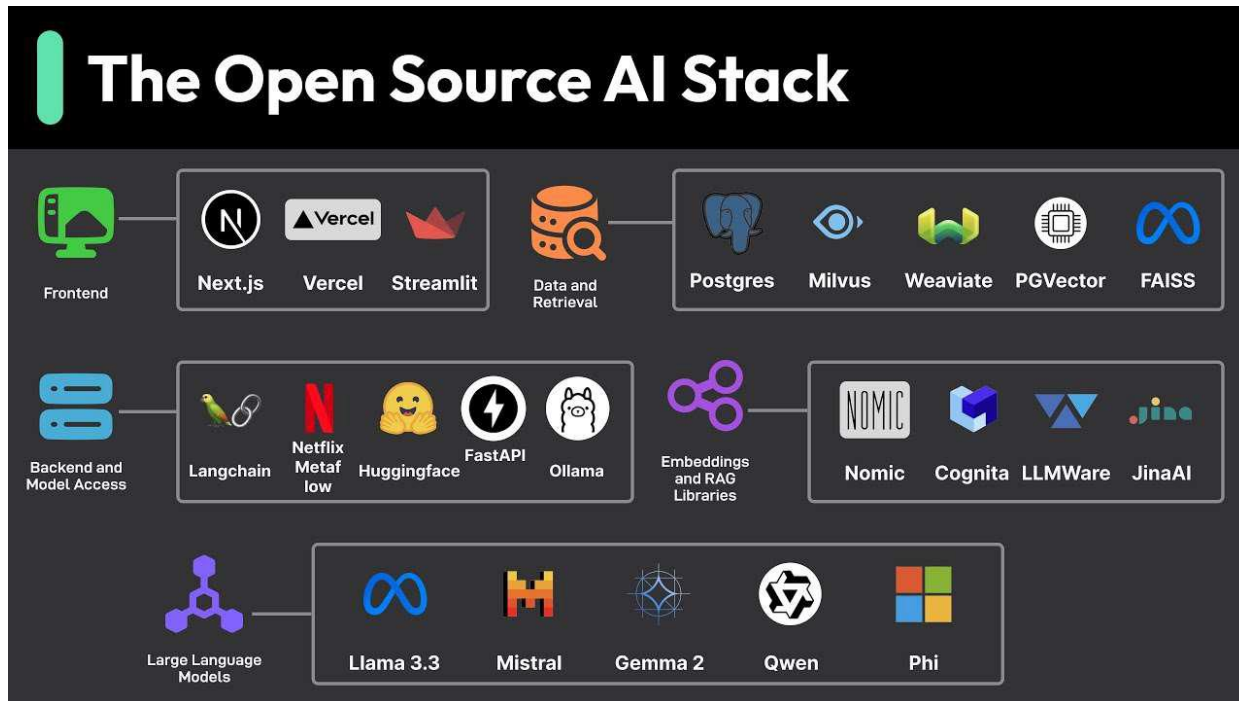 The Open Source AI Stack
Frontend
N
Vercel
Next.js
Vercel
Streamlit
Data and
Retrieval
Postgres
Milvus
Weaviate
PGVector
FAISS
Backend and
Model Access
Langchain
N
Netflix
Metaf
low
Huggingface
FastAPI
Ollama
Embeddings
and RAG
Libraries
NOMIC
Nomic
Cognita
LLMWare
.jina
JinaAI
Large Language
Models
Llama 3.3
Mistral
Gemma 2
Qwen
Phi